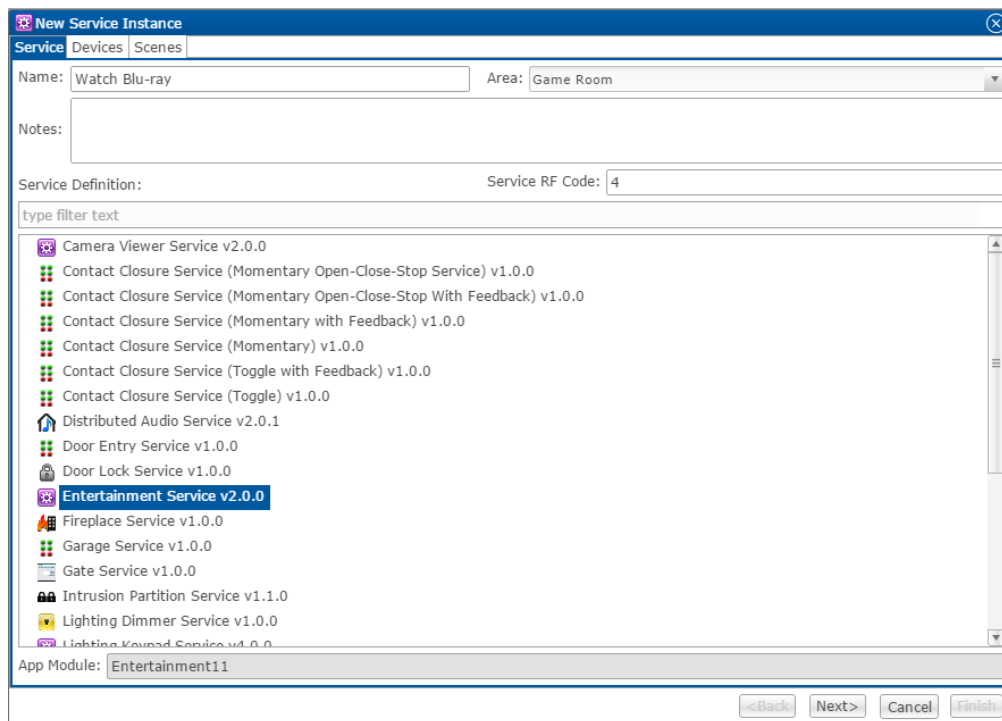 New Service Instance
Service Devices Scenes
Name: Watch Blu-ray Area: Game Room
Notes:
Service Definition: Service RF Code: 4
type filter text
Camera Viewer Service v2.0.0
Contact Closure Service (Momentary Open-Close-Stop Service) v1.0.0
Contact Closure Service (Momentary Open-Close-Stop With Feedback) v1.0.0
Contact Closure Service (Momentary with Feedback) v1.0.0
Contact Closure Service (Momentary) v1.0.0
Contact Closure Service (Toggle with Feedback) v1.0.0
Contact Closure Service (Toggle) v1.0.0
Distributed Audio Service v2.0.1
Door Entry Service v1.0.0
Door Lock Service v1.0.0
Entertainment Service v2.0.0
Fireplace Service v1.0.0
Garage Service v1.0.0
Gate Service v1.0.0
Intrusion Partition Service v1.1.0
Lighting Dimmer Service v1.0.0
Lighting Keypad Service v4.0.0
App Module: Entertainment11
<Back Next> Cancel Finish